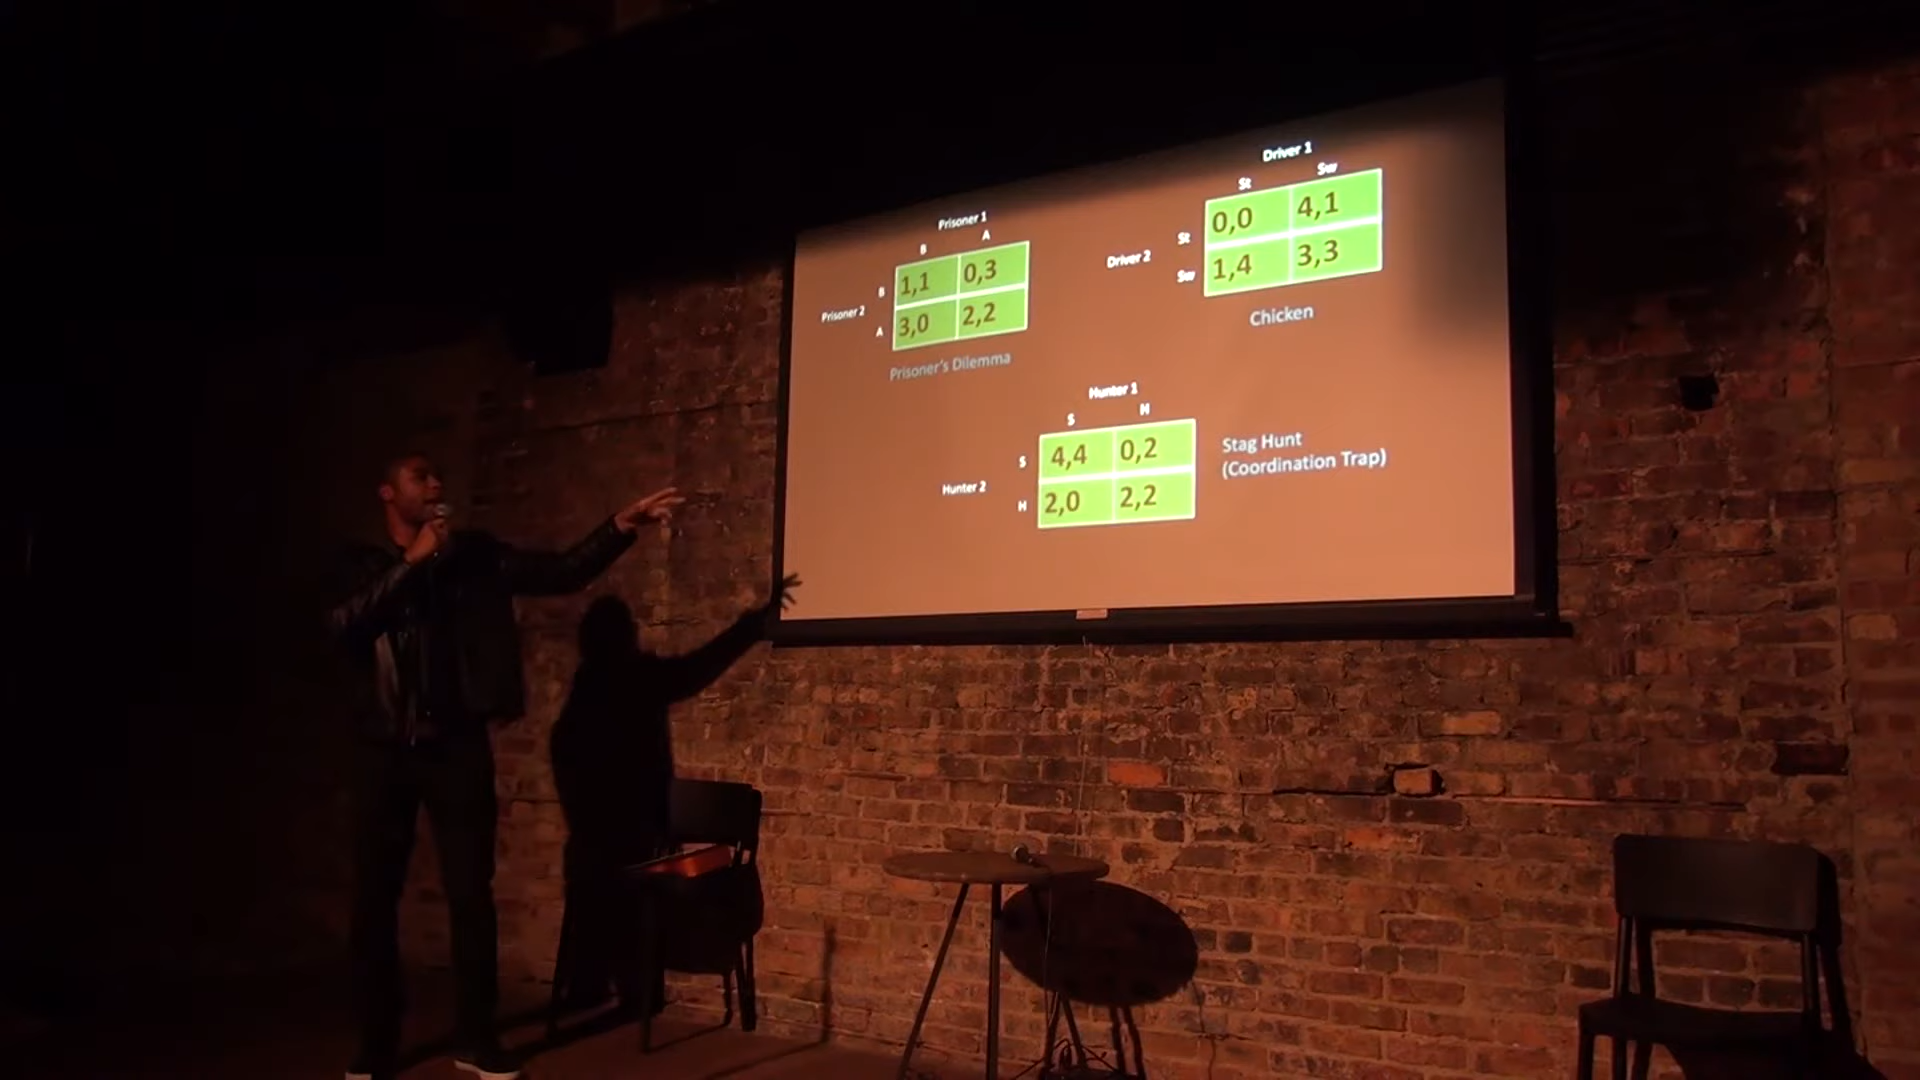 Prisoner 1
B A
Prisoner 2
B 1,1 0,3
A 3,0 2,2
Prisoner's Dilemma
Driver 1
St Sw
Driver 2
St 0,0 4,1
Sw 1,4 3,3
Chicken
Hunter 1
S H
Hunter 2
S 4,4 0,2
H 2,0 2,2
Stag Hunt
(Coordination Trap)